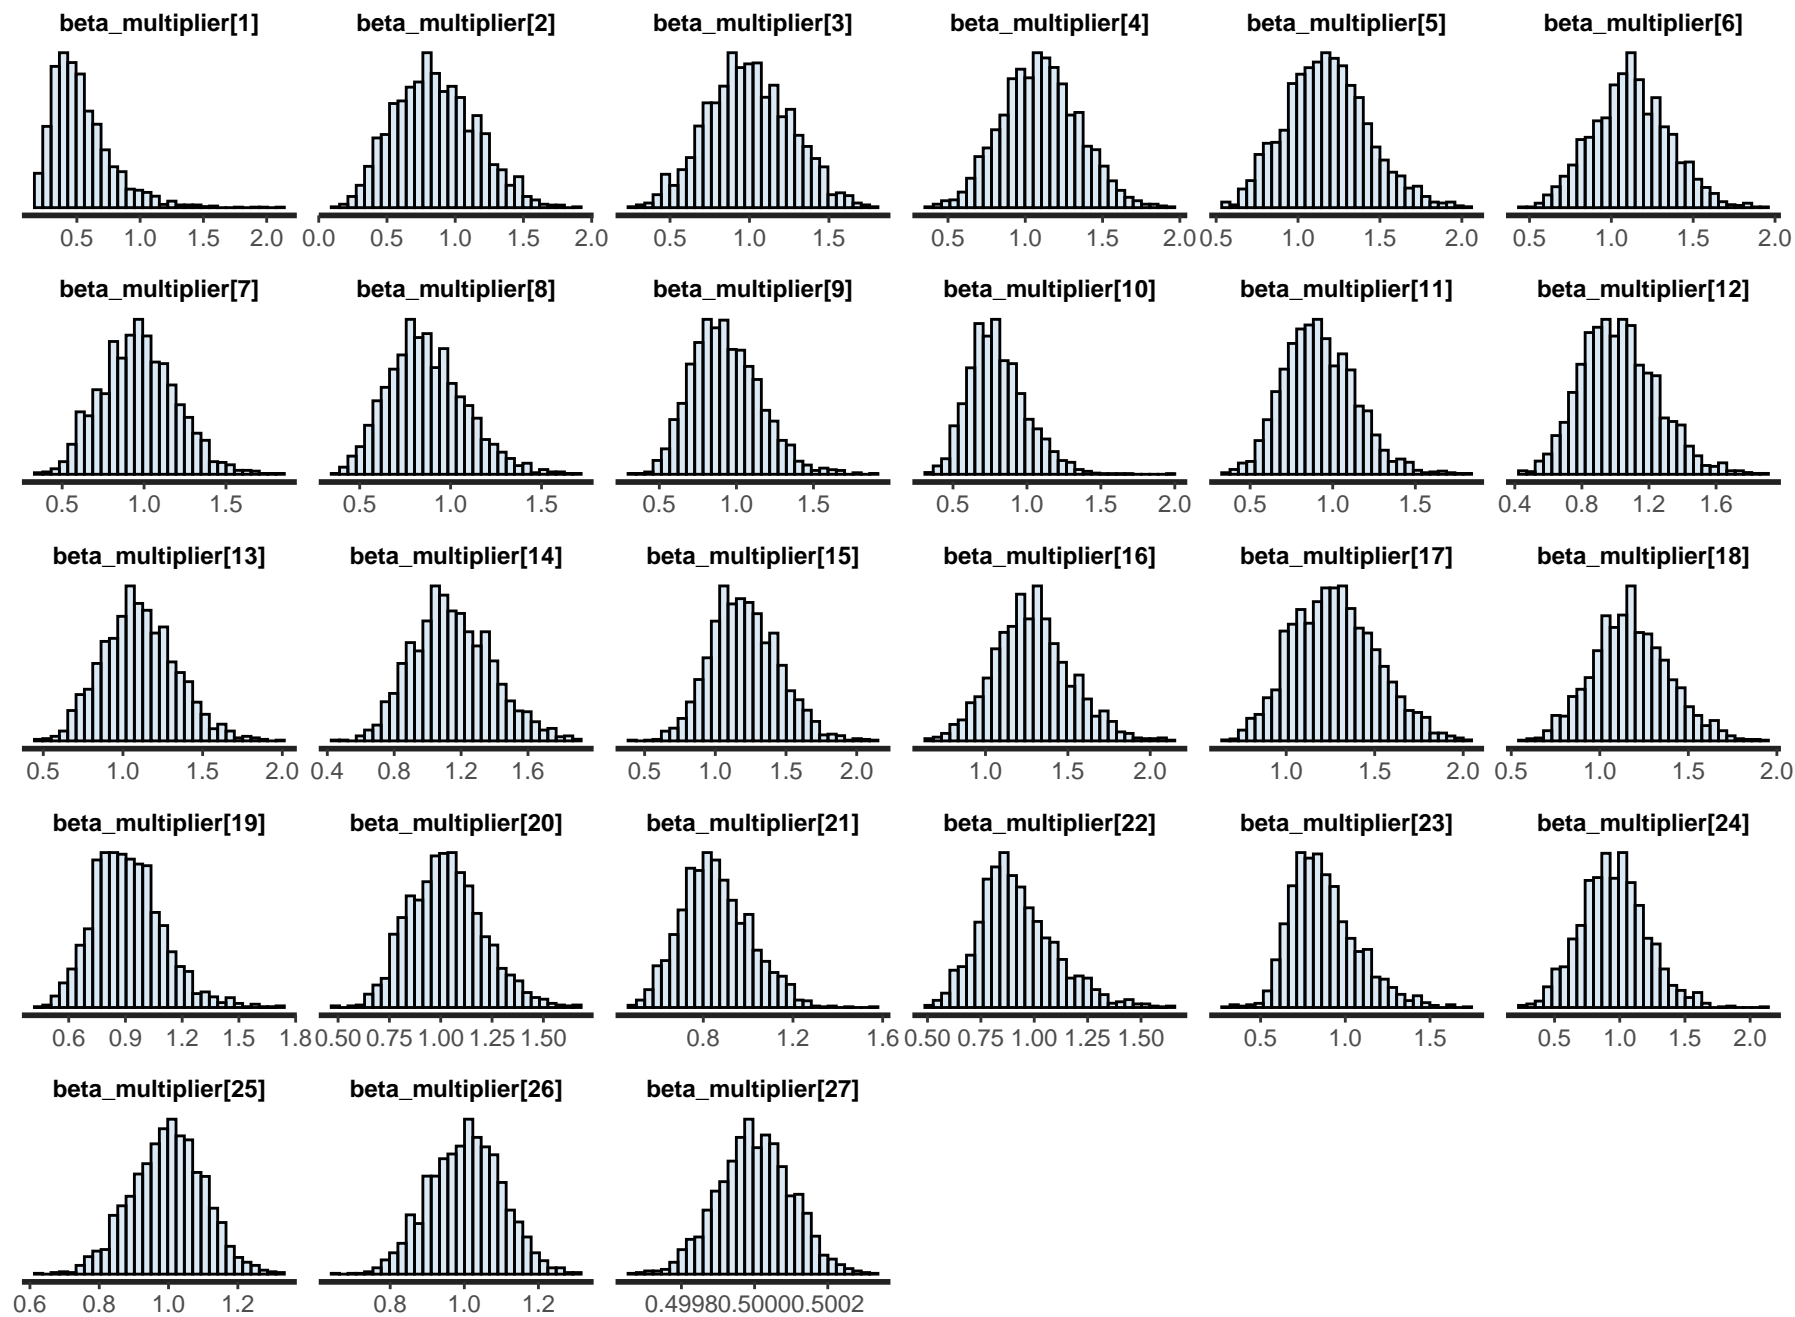 beta_multiplier[1] beta_multiplier[2] beta_multiplier[3] beta_multiplier[4] beta_multiplier[5] beta_multiplier[6]
0.5 1.0 1.5 2.0 0.0 0.5 1.0 1.5 2.0 0.5 1.0 1.5 0.5 1.0 1.5 2.0 0.5 1.0 1.5 2.0 0.5 1.0 1.5 2.0
beta_multiplier[7] beta_multiplier[8] beta_multiplier[9] beta_multiplier[10] beta_multiplier[11] beta_multiplier[12]
0.5 1.0 1.5 0.5 1.0 1.5 0.5 1.0 1.5 0.5 1.0 1.5 2.0 0.5 1.0 1.5 0.4 0.8 1.2 1.6
beta_multiplier[13] beta_multiplier[14] beta_multiplier[15] beta_multiplier[16] beta_multiplier[17] beta_multiplier[18]
0.5 1.0 1.5 2.0 0.4 0.8 1.2 1.6 0.5 1.0 1.5 2.0 1.0 1.5 2.0 1.0 1.5 2.0 0.5 1.0 1.5 2.0
beta_multiplier[19] beta_multiplier[20] beta_multiplier[21] beta_multiplier[22] beta_multiplier[23] beta_multiplier[24]
0.6 0.9 1.2 1.5 1.8 0.50 0.75 1.00 1.25 1.50 0.8 1.2 1.6 0.50 0.75 1.00 1.25 1.50 0.5 1.0 1.5 0.5 1.0 1.5 2.0
beta_multiplier[25] beta_multiplier[26] beta_multiplier[27]
0.6 0.8 1.0 1.2 0.8 1.0 1.2 0.4998 0.5000 0.5002